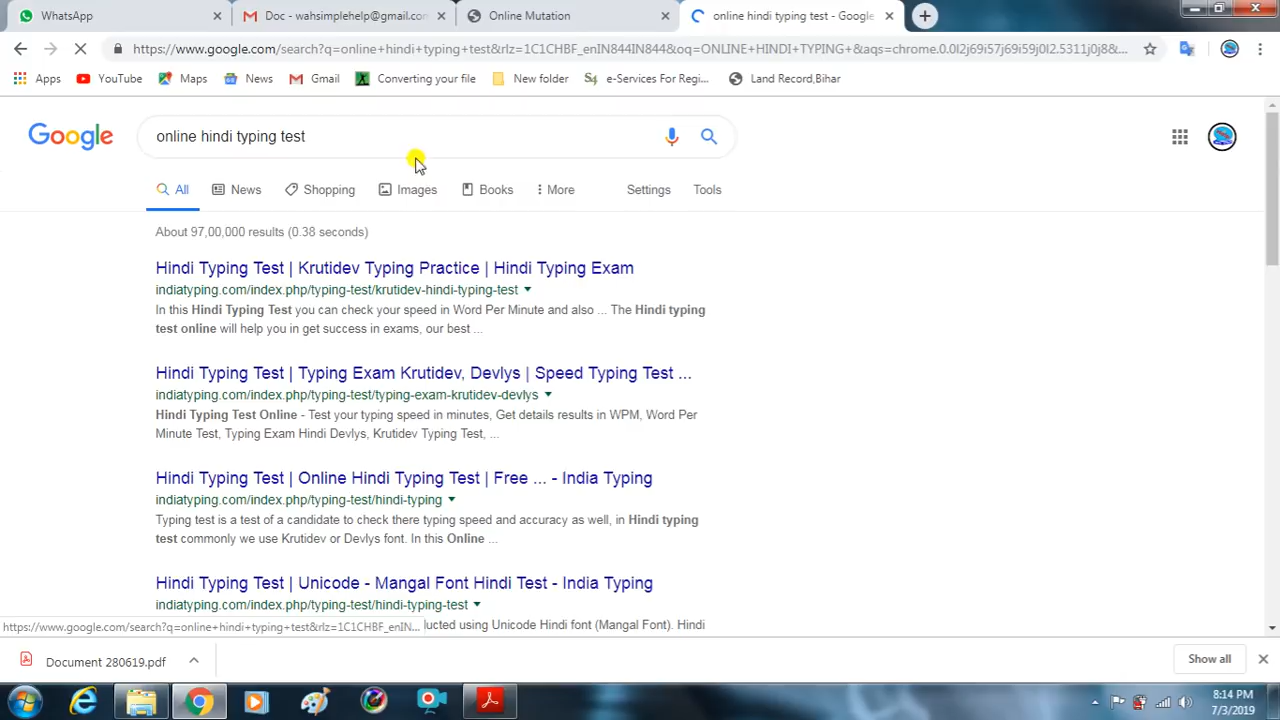 WhatsApp
Doc - wahsimplehelp@gmail.con
Online Mutation
online hindi typing test - Google
https://www.google.com/search?q=online+hindi+typing+test&rlz=1C1CHBF_enIN844IN844&oq=ONLINE+HINDI+TYPING+&aqs=chrome.0.0l2j69i57j69i59j0l2.5311j0j8&...
Apps
YouTube
Maps
News
Gmail
Converting your file
New folder
e-Services For Regi...
Land Record,Bihar
Google
online hindi typing test
All
News
Shopping
Images
Books
More
Settings
Tools
About 97,00,000 results (0.38 seconds)
Hindi Typing Test | Krutidev Typing Practice | Hindi Typing Exam
indiatyping.com/index.php/typing-test/krutidev-hindi-typing-test
In this Hindi Typing Test you can check your speed in Word Per Minute and also ... The Hindi typing
test online will help you in get success in exams, our best ...
Hindi Typing Test | Typing Exam Krutidev, Devlys | Speed Typing Test ...
indiatyping.com/index.php/typing-test/typing-exam-krutidev-devlys
Hindi Typing Test Online - Test your typing speed in minutes, Get details results in WPM, Word Per
Minute Test, Typing Exam Hindi Devlys, Krutidev Typing Test, ...
Hindi Typing Test | Online Hindi Typing Test | Free ... - India Typing
indiatyping.com/index.php/typing-test/hindi-typing
Typing test is a test of a candidate to check there typing speed and accuracy as well, in Hindi typing
test commonly we use Krutidev or Devlys font. In this Online ...
Hindi Typing Test | Unicode - Mangal Font Hindi Test - India Typing
indiatyping.com/index.php/typing-test/hindi-typing-test
https://www.google.com/search?q=online+hindi+typing+test&rlz=1C1CHBF_enIN... ucted using Unicode Hindi font (Mangal Font). Hindi
Document 280619.pdf
Show all
8:14 PM
7/3/2019